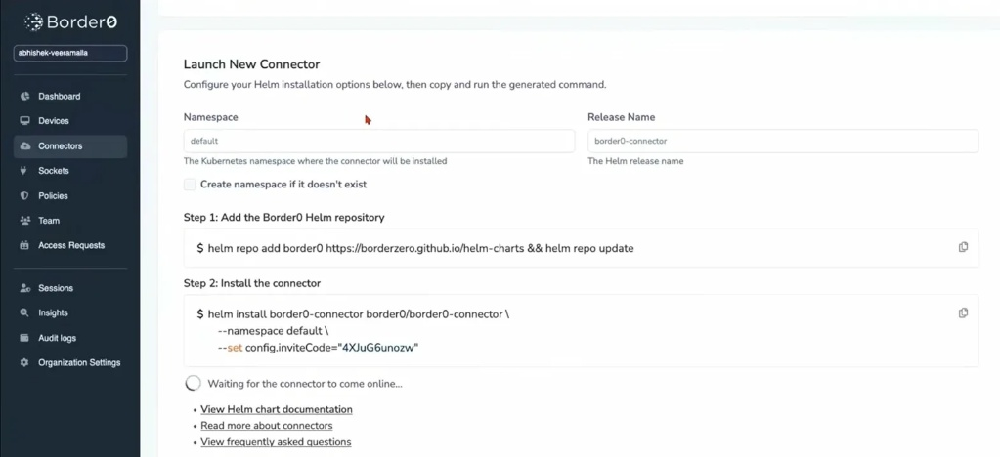 Border0
abhishek-veeramalla
Dashboard
Devices
Connectors
Sockets
Policies
Team
Access Requests
Sessions
Insights
Audit logs
Organization Settings
Launch New Connector
Configure your Helm installation options below, then copy and run the generated command.
Namespace
default
The Kubernetes namespace where the connector will be installed
Release Name
border0-connector
The Helm release name
Create namespace if it doesn't exist
Step 1: Add the Border0 Helm repository
$ helm repo add border0 https://borderzero.github.io/helm-charts && helm repo update
Step 2: Install the connector
$ helm install border0-connector border0/border0-connector \
--namespace default \
--set config.inviteCode="4XJuG6unozw"
Waiting for the connector to come online...
• View Helm chart documentation
• Read more about connectors
• View frequently asked questions